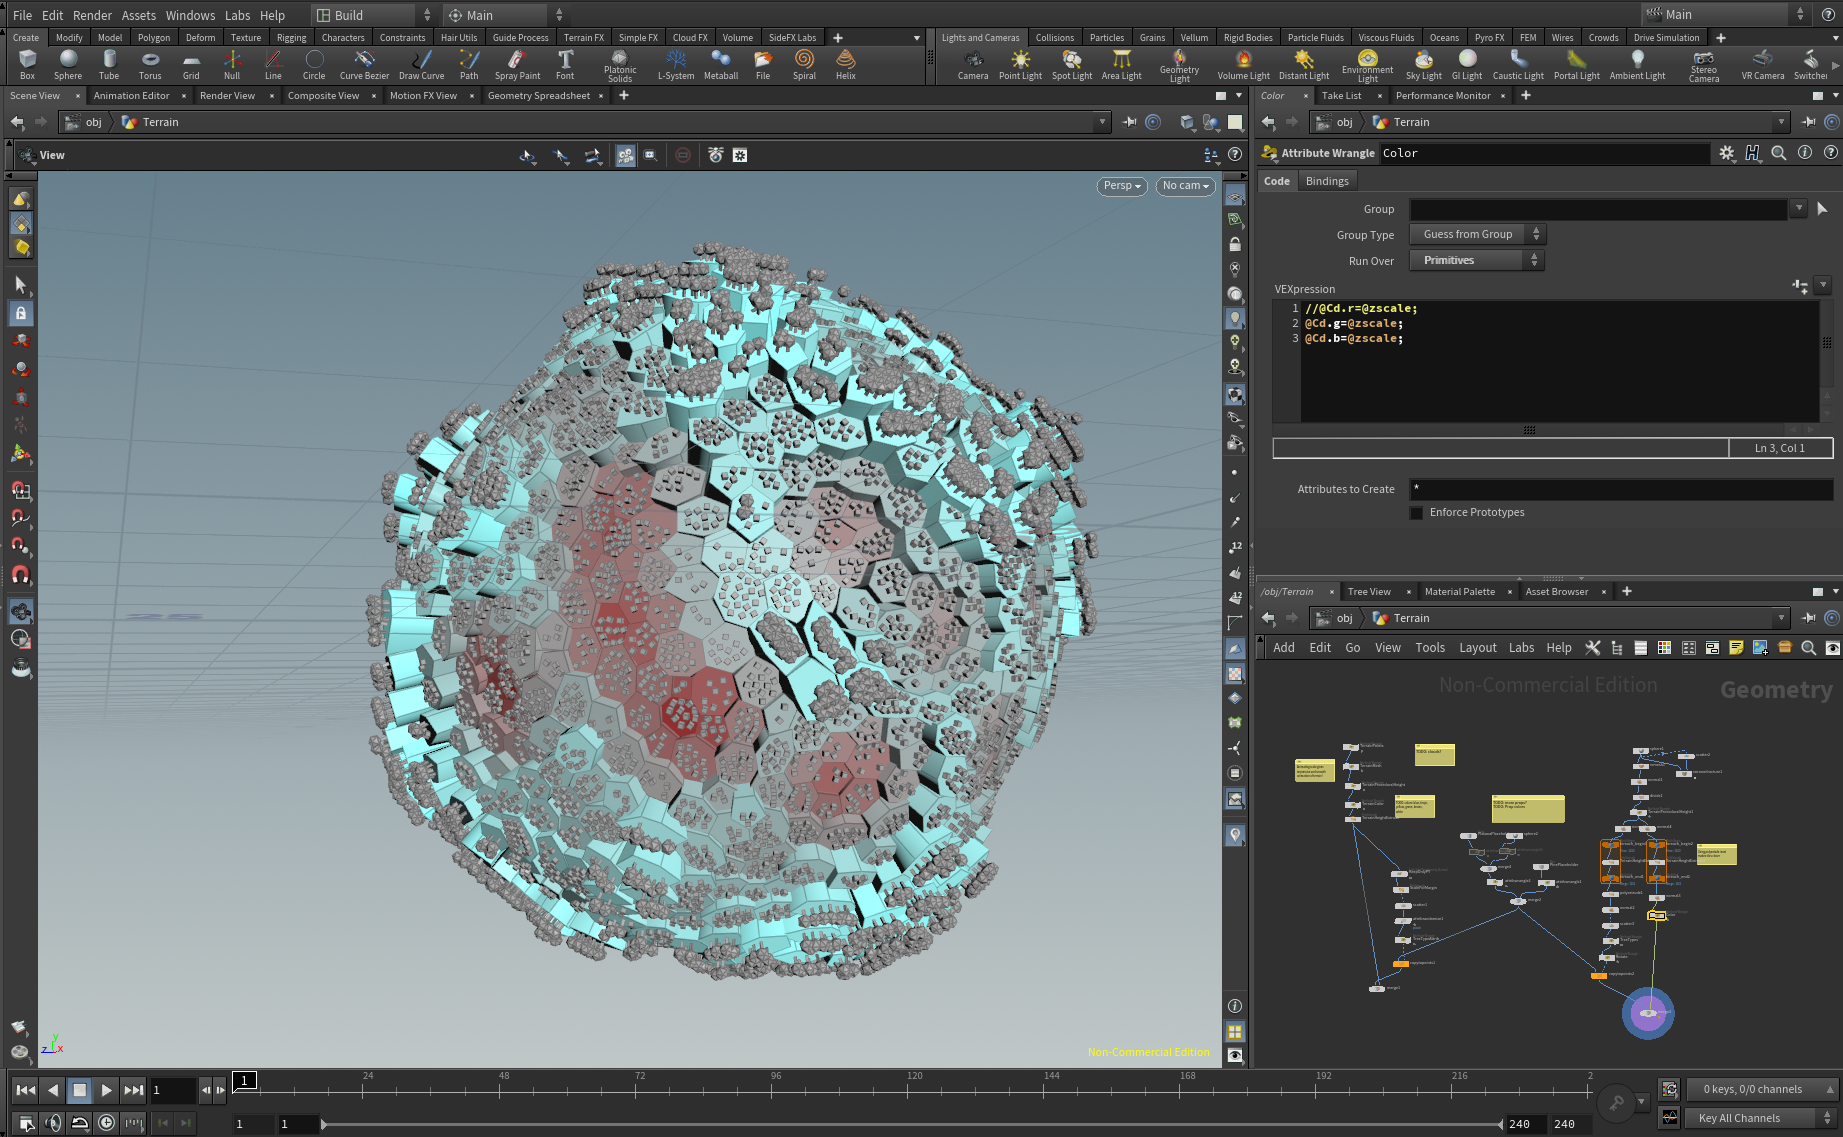 File Edit Render Assets Windows Labs Help Build Main Main
Create Modify Model Polygon Deform Texture Rigging Characters Constraints Hair Utils Guide Process Terrain FX Simple FX Cloud FX Volume SideFX Labs
Lights and Cameras Collisions Particles Grains Vellum Rigid Bodies Particle Fluids Viscous Fluids Oceans Pyro FX FEM Wires Crowds Drive Simulation
Box Sphere Tube Torus Grid Null Line Circle Curve Bezier Draw Curve Path Spray Paint Font Platonic Solids L-System Metaball File Spiral Helix
Camera Point Light Spot Light Area Light Geometry Light Volume Light Distant Light Environment Light Sky Light GI Light Caustic Light Portal Light Ambient Light Stereo Camera VR Camera Switcher
Scene View Animation Editor Render View Composite View Motion FX View Geometry Spreadsheet
obj Terrain
View
Persp No cam
Non-Commercial Edition
z y x
Color Take List Performance Monitor
obj Terrain
Attribute Wrangle Color
Code Bindings
Group
Group Type Guess from Group
Run Over Primitives
VEXpression
1 //@Cd.r=@zscale;
2 @Cd.g=@zscale;
3 @Cd.b=@zscale;
Ln 3, Col 1
Attributes to Create *
Enforce Prototypes
/obj/Terrain Tree View Material Palette Asset Browser
obj Terrain
Add Edit Go View Tools Layout Labs Help
Non-Commercial Edition Geometry
1 1 24 48 72 96 120 144 168 192 216 2
0 keys, 0/0 channels
1 1 240 240
Key All Channels